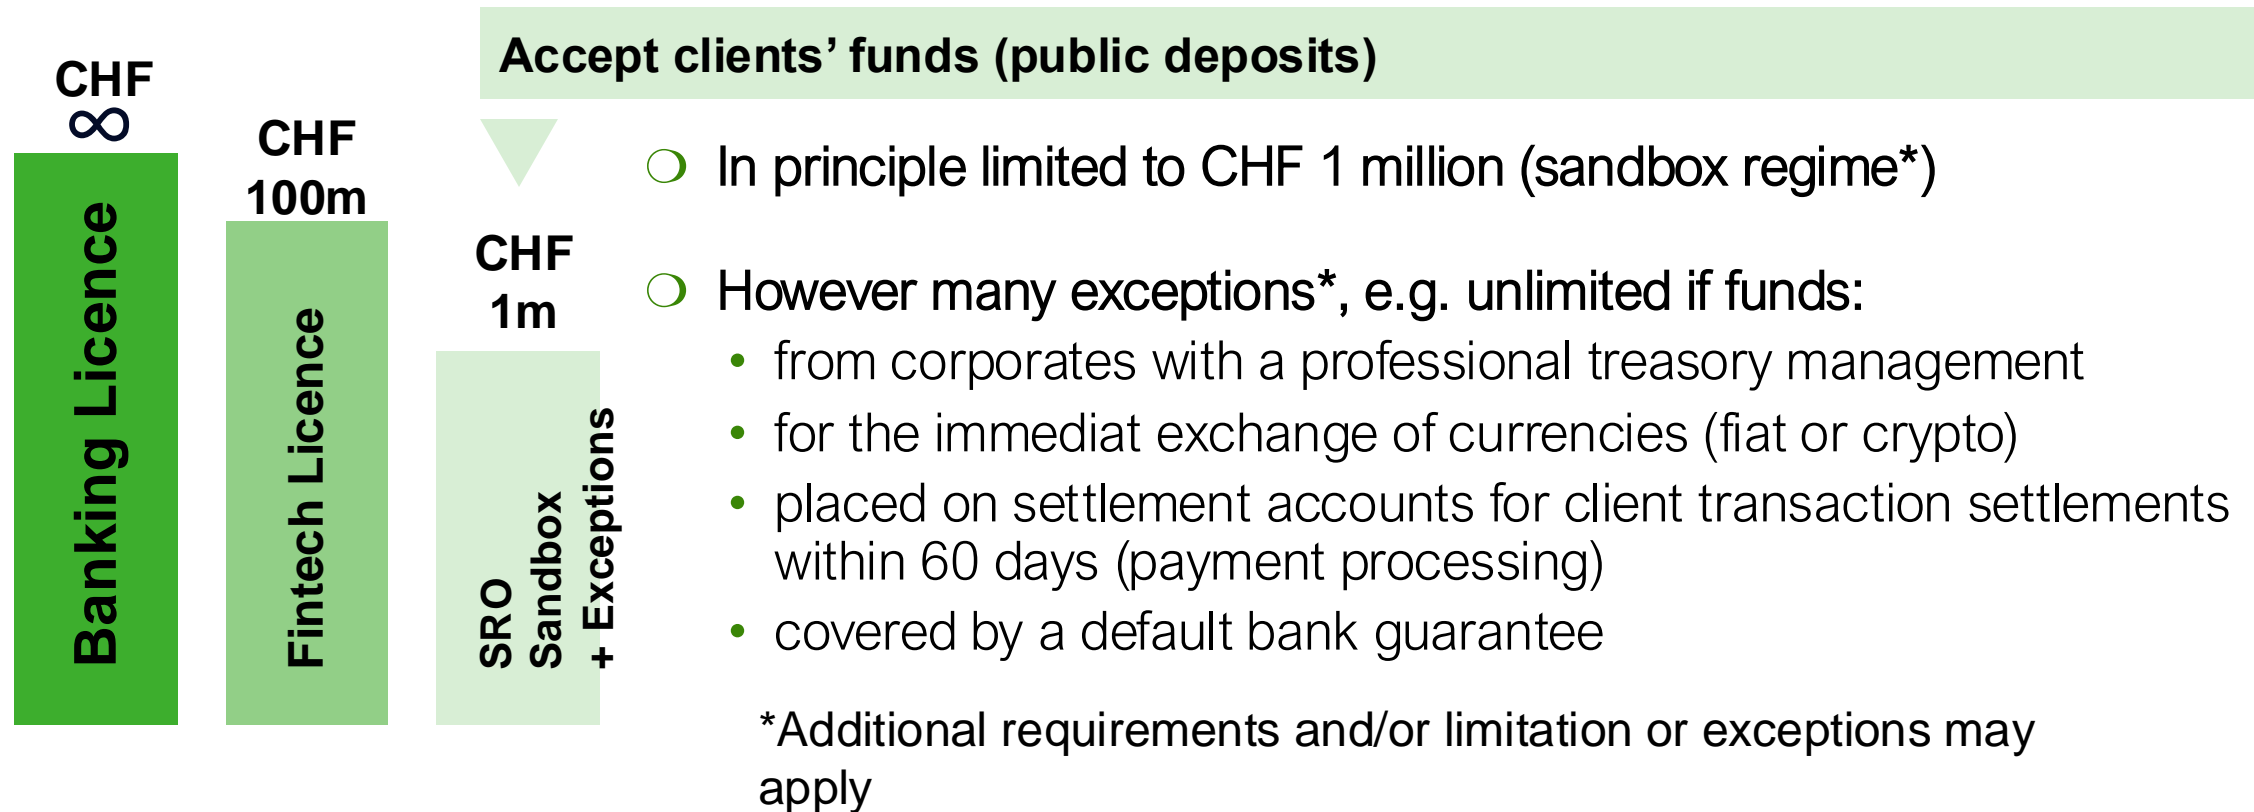 Accept clients’ funds (public deposits)
CHF
∞
Banking Licence
CHF
100m
Fintech Licence
CHF
1m
SRO
Sandbox
+ Exceptions
In principle limited to CHF 1 million (sandbox regime*)
However many exceptions*, e.g. unlimited if funds:
• from corporates with a professional treasury management
• for the immediat exchange of currencies (fiat or crypto)
• placed on settlement accounts for client transaction settlements
within 60 days (payment processing)
• covered by a default bank guarantee
*Additional requirements and/or limitation or exceptions may
apply